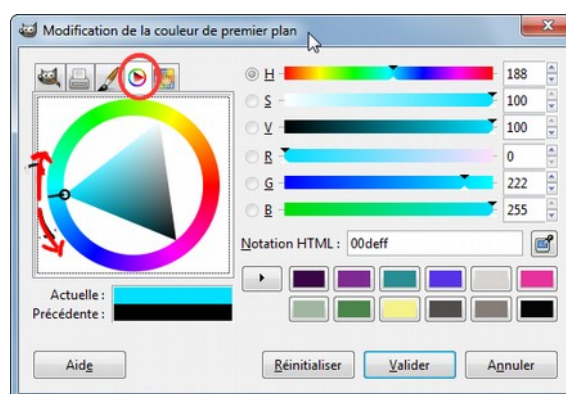 Modification de la couleur de premier plan
H 188
S 100
V 100
R 0
G 222
B 255
Notation HTML : 00deff
Actuelle :
Précédente :
Aide
Réinitialiser
Valider
Annuler